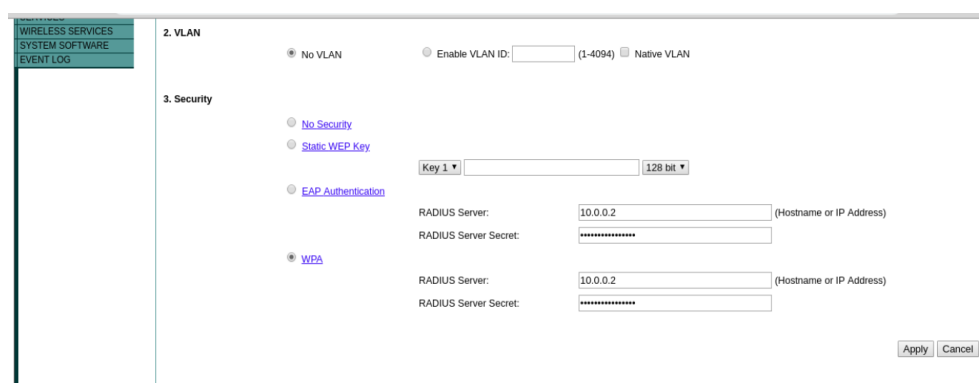 SERVICES
WIRELESS SERVICES
SYSTEM SOFTWARE
EVENT LOG
2. VLAN
No VLAN Enable VLAN ID: (1-4094) Native VLAN
3. Security
No Security
Static WEP Key
Key 1 128 bit
EAP Authentication
RADIUS Server: 10.0.0.2 (Hostname or IP Address)
RADIUS Server Secret: ••••••••••••••••
WPA
RADIUS Server: 10.0.0.2 (Hostname or IP Address)
RADIUS Server Secret: ••••••••••••••••
Apply Cancel